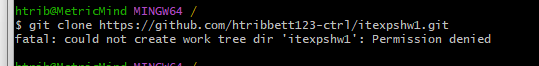 htrib@MetricMind MINGW64 /
$ git clone https://github.com/htribbett123-ctrl/itexpshw1.git
fatal: could not create work tree dir 'itexpshw1': Permission denied
htrib@MetricMind MINGW64 /